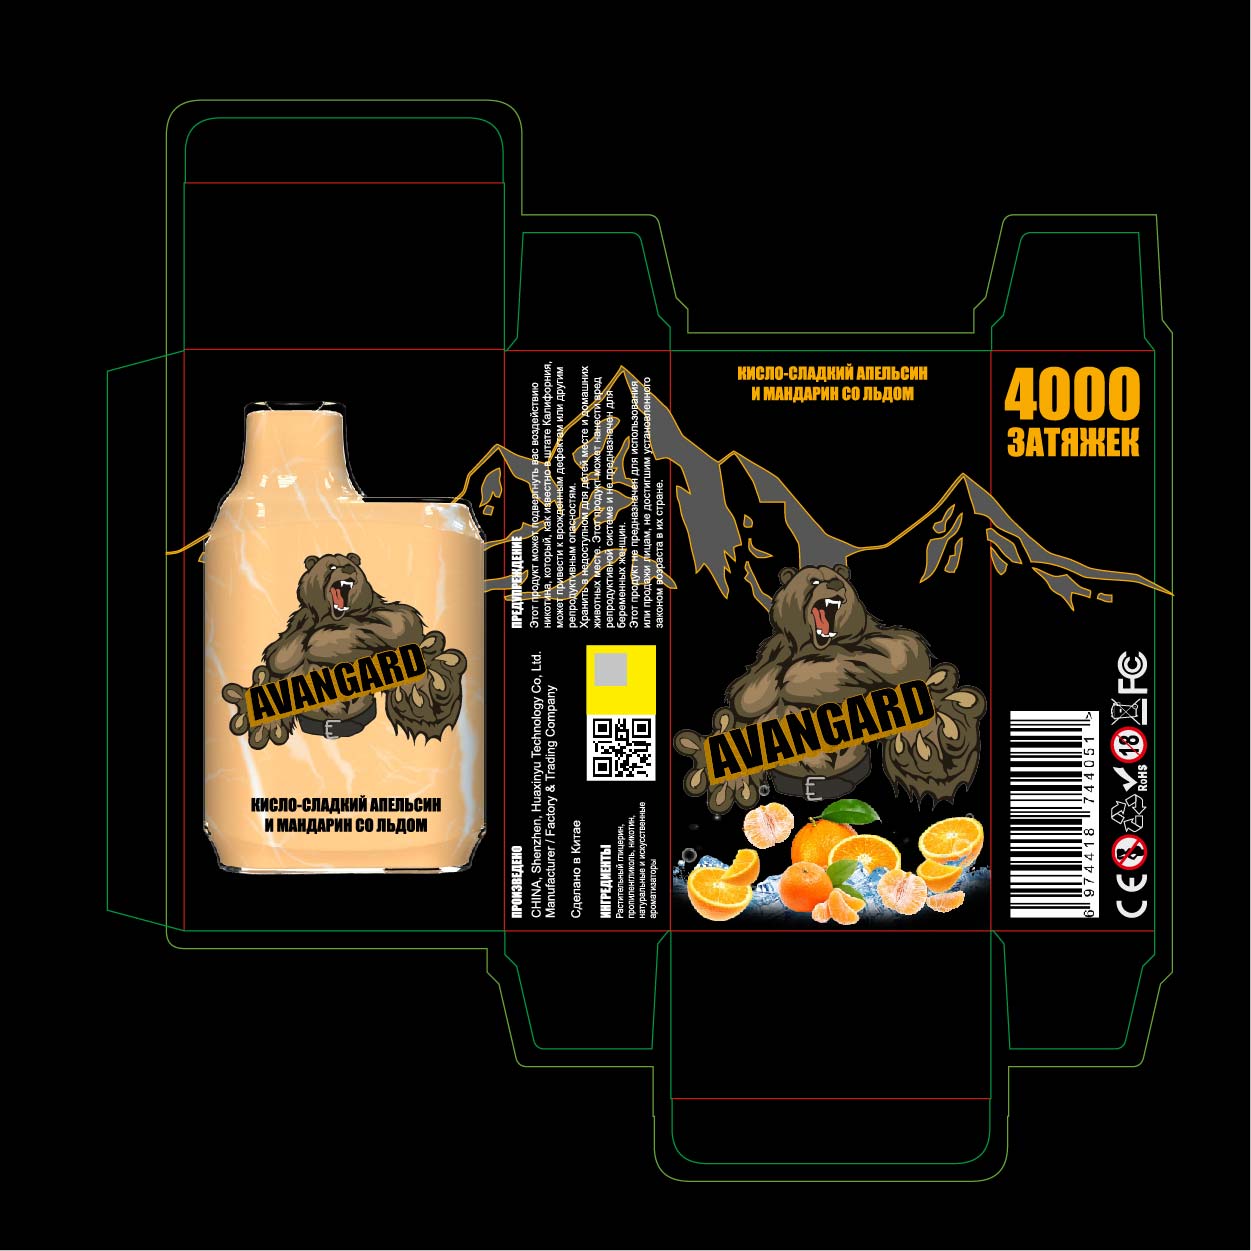 AVANGARD
КИСЛО-СЛАДКИЙ АПЕЛЬСИН
И МАНДАРИН СО ЛЬДОМ
ПРЕДУПРЕЖДЕНИЕ
Этот продукт может подвергнуть вас воздействию
никотина, который, как известно в штате Калифорния,
может привести к врожденным дефектам или другим
репродуктивным опасностям.
Хранить в недоступном для детей месте и домашних
животных месте. Этот продукт может нанести вред
репродуктивной системе и не предназначен для
беременных женщин.
Этот продукт не предназначен для использования
или продажи лицам, не достигшим установленного
законом возраста в их стране.
ПРОИЗВЕДЕНО
CHINA, Shenzhen, Huaxinyu Technology Co, Ltd.
Manufacturer / Factory & Trading Company
Сделано в Китае
ИНГРЕДИЕНТЫ
Растительный глицерин,
пропиленгликоль, никотин,
натуральные и искусственные
ароматизаторы
КИСЛО-СЛАДКИЙ АПЕЛЬСИН
И МАНДАРИН СО ЛЬДОМ
AVANGARD
4000
ЗАТЯЖЕК
6 974418 744051 >
CE
RoHS
18
FC